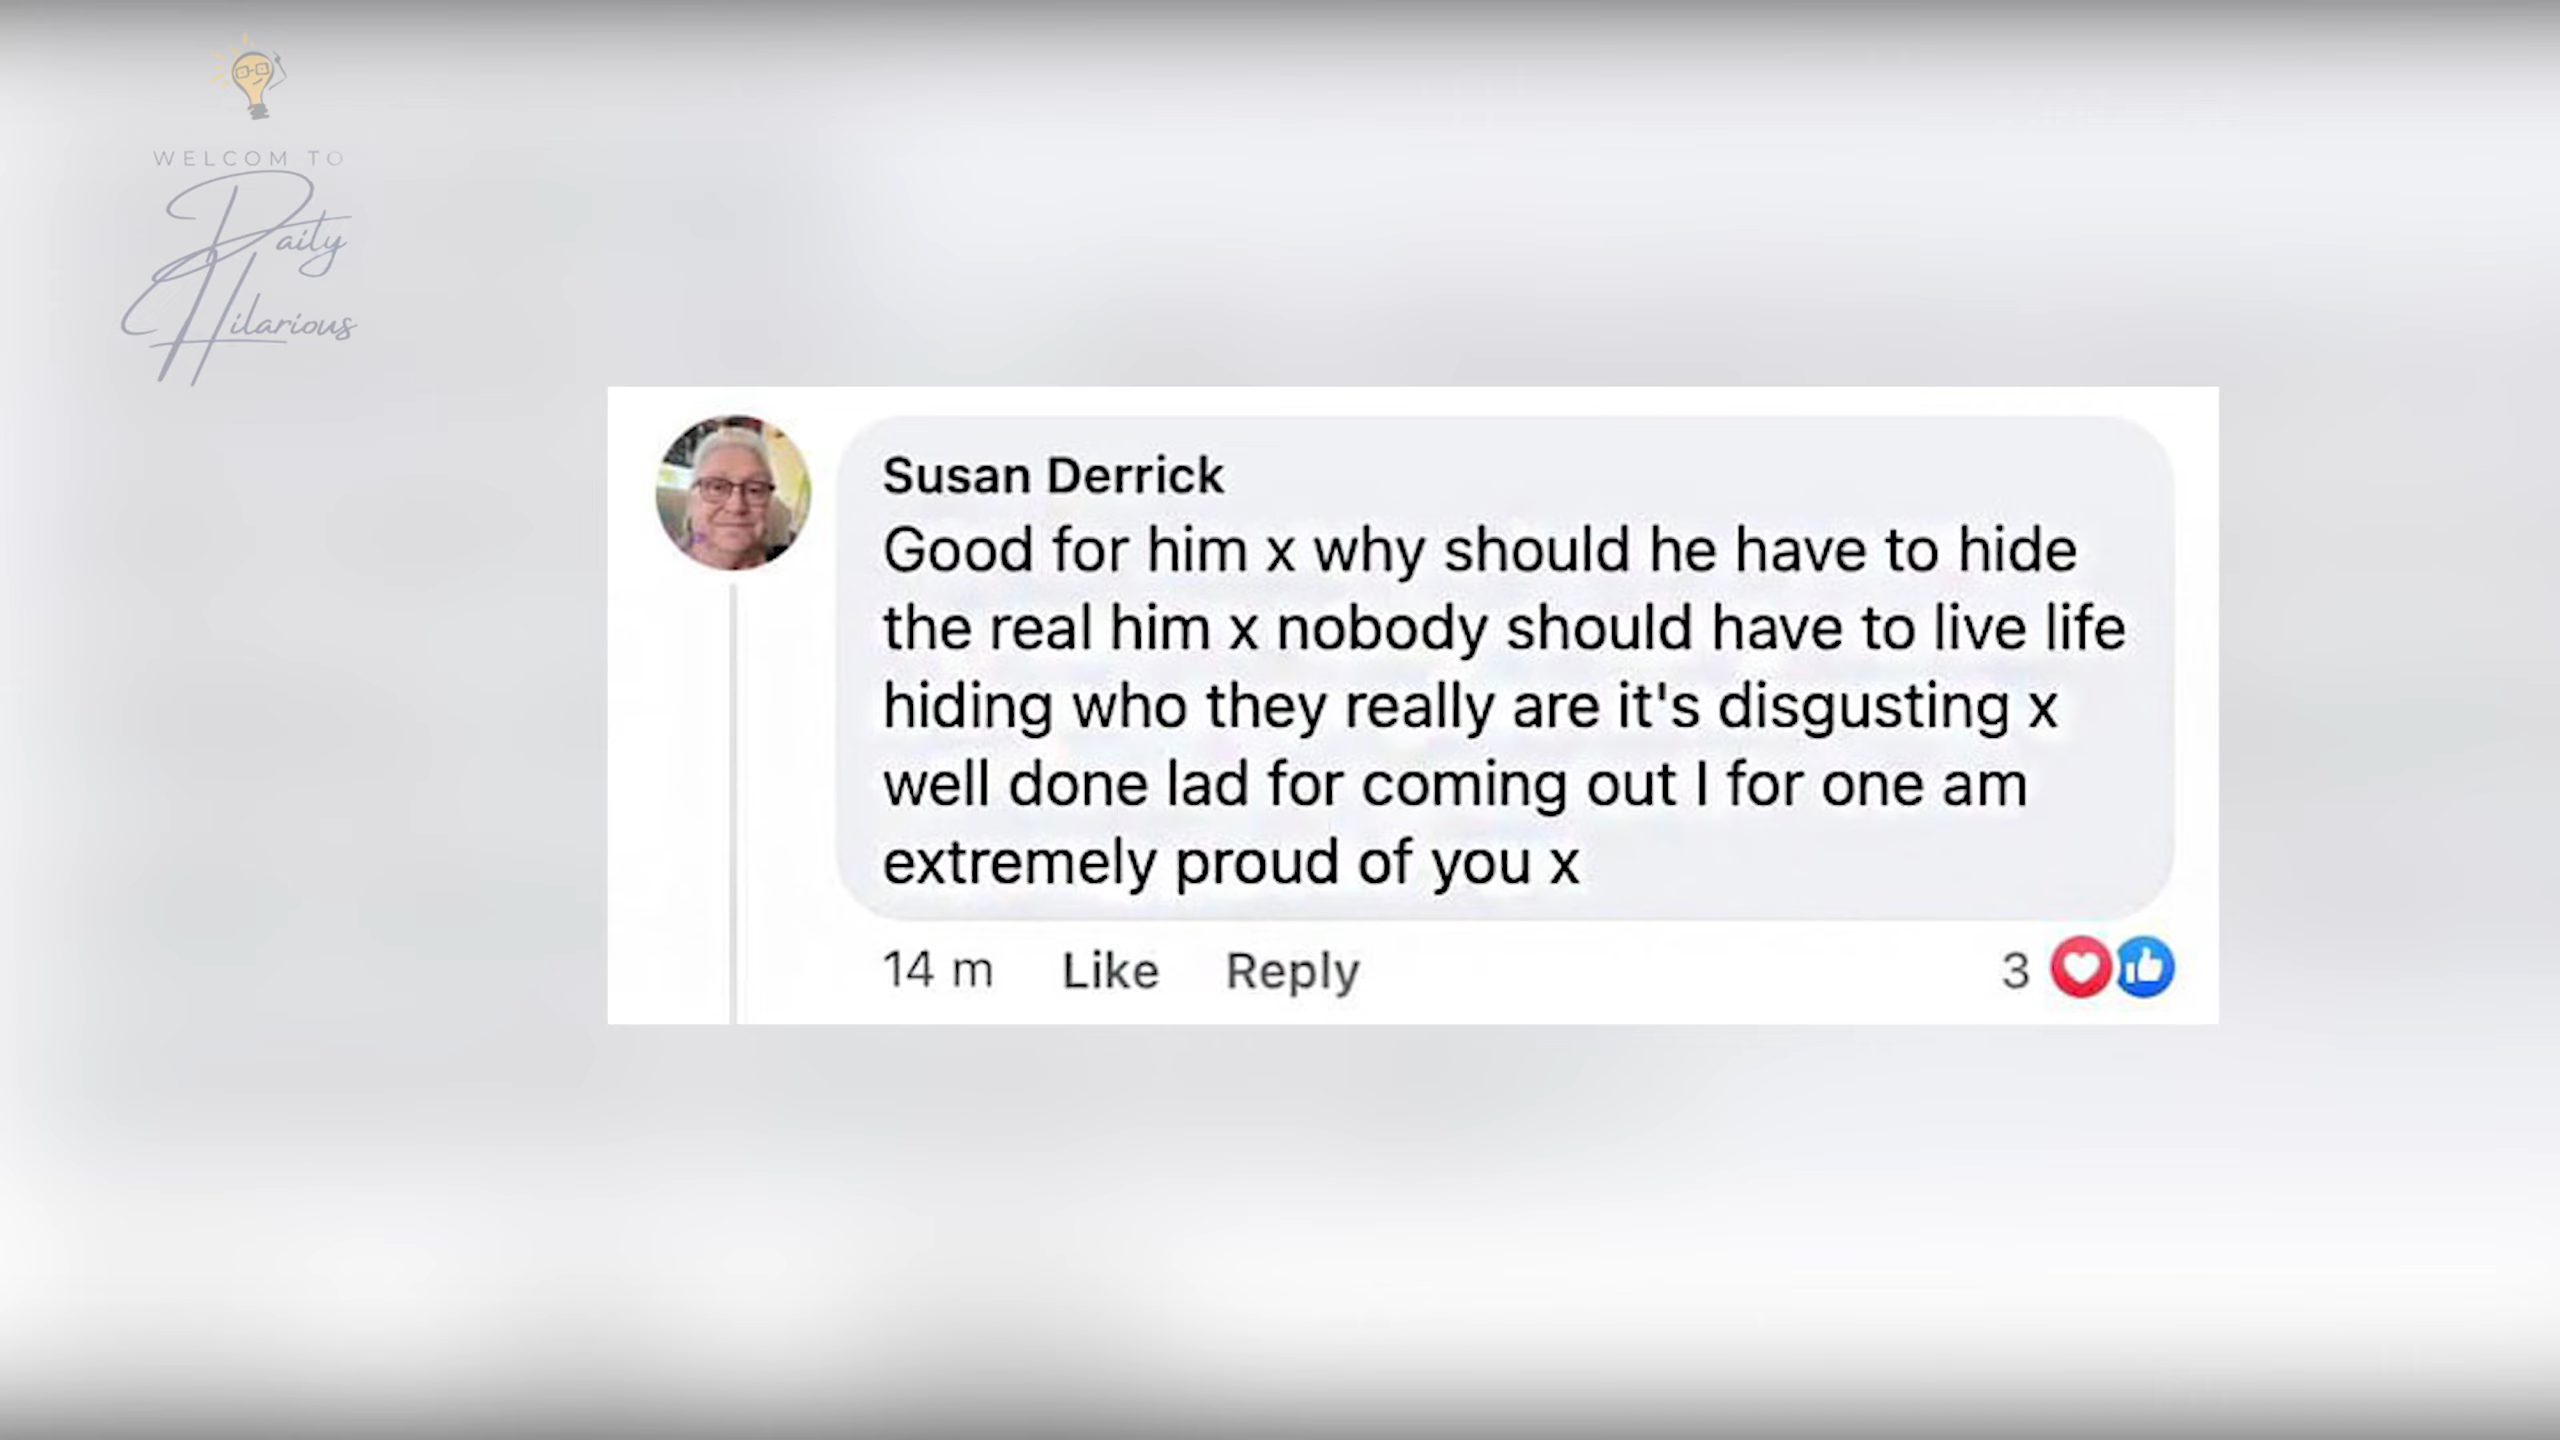 WELCOM TO
Daily
Hilarious
Susan Derrick
Good for him x why should he have to hide
the real him x nobody should have to live life
hiding who they really are it's disgusting x
well done lad for coming out I for one am
extremely proud of you x
14 m Like Reply 3